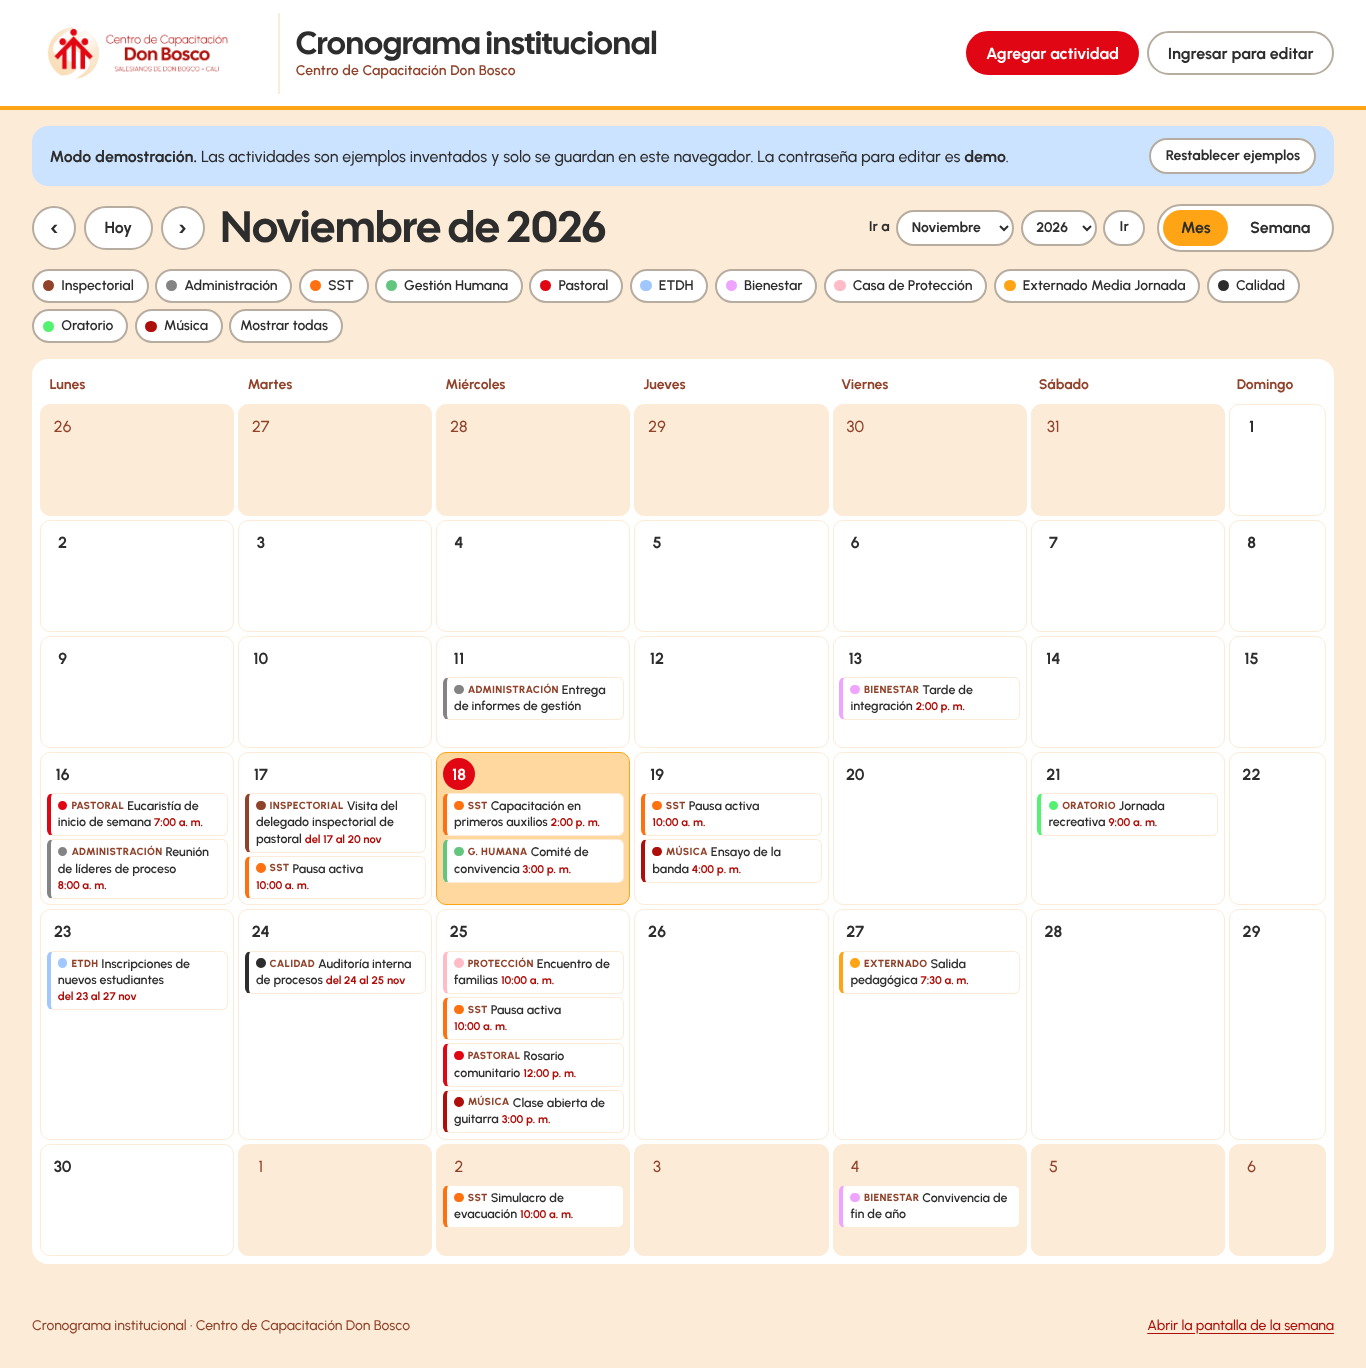 Centro de Capacitación
Don Bosco
SALESIANOS DE DON BOSCO - CALI
Cronograma institucional
Centro de Capacitación Don Bosco
Agregar actividad
Ingresar para editar
Modo demostración. Las actividades son ejemplos inventados y solo se guardan en este navegador. La contraseña para editar es demo.
Restablecer ejemplos
‹ Hoy › Noviembre de 2026
Ir a Noviembre 2026 Ir Mes Semana
Inspectorial Administración SST Gestión Humana Pastoral ETDH Bienestar Casa de Protección Externado Media Jornada Calidad
Oratorio Música Mostrar todas
Lunes Martes Miércoles Jueves Viernes Sábado Domingo
26 27 28 29 30 31 1
2 3 4 5 6 7 8
9 10 11 12 13 14 15
ADMINISTRACIÓN Entrega
de informes de gestión
BIENESTAR Tarde de
integración 2:00 p. m.
16
PASTORAL Eucaristía de
inicio de semana 7:00 a. m.
ADMINISTRACIÓN Reunión
de líderes de proceso
8:00 a. m.
17
INSPECTORIAL Visita del
delegado inspectorial de
pastoral del 17 al 20 nov
SST Pausa activa
10:00 a. m.
18
SST Capacitación en
primeros auxilios 2:00 p. m.
G. HUMANA Comité de
convivencia 3:00 p. m.
19
SST Pausa activa
10:00 a. m.
MÚSICA Ensayo de la
banda 4:00 p. m.
20
21
ORATORIO Jornada
recreativa 9:00 a. m.
22
23
ETDH Inscripciones de
nuevos estudiantes
del 23 al 27 nov
24
CALIDAD Auditoría interna
de procesos del 24 al 25 nov
25
PROTECCIÓN Encuentro de
familias 10:00 a. m.
SST Pausa activa
10:00 a. m.
PASTORAL Rosario
comunitario 12:00 p. m.
MÚSICA Clase abierta de
guitarra 3:00 p. m.
26
27
EXTERNADO Salida
pedagógica 7:30 a. m.
28
29
30
1
2
SST Simulacro de
evacuación 10:00 a. m.
3
4
BIENESTAR Convivencia de
fin de año
5
6
Cronograma institucional · Centro de Capacitación Don Bosco
Abrir la pantalla de la semana